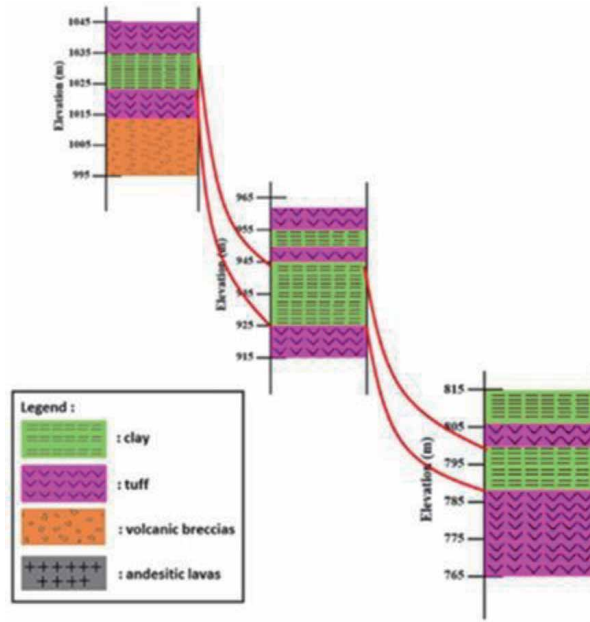 Elevation (m)
1045
1035
1025
1015
1005
995
Elevation (m)
965
955
945
935
925
915
Elevation (m)
815
805
795
785
775
765
Legend :
: clay
: tuff
: volcanic breccias
: andesitic lavas